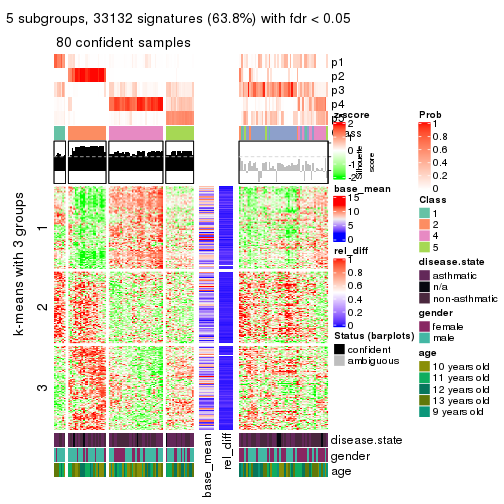 5 subgroups, 33132 signatures (63.8%) with fdr < 0.05
80 confident samples
p1
p2
p3
p4
Class
Silhouette
score
k-means with 3 groups
1
2
3
base_mean
rel_diff
disease.state
gender
age
z-score
2
1
0
-1
-2
base_mean
15
10
5
0
rel_diff
1
0.8
0.6
0.4
0.2
0
Status (barplots)
confident
ambiguous
Prob
1
0.8
0.6
0.4
0.2
0
Class
1
2
4
5
disease.state
asthmatic
n/a
non-asthmatic
gender
female
male
age
10 years old
11 years old
12 years old
13 years old
9 years old